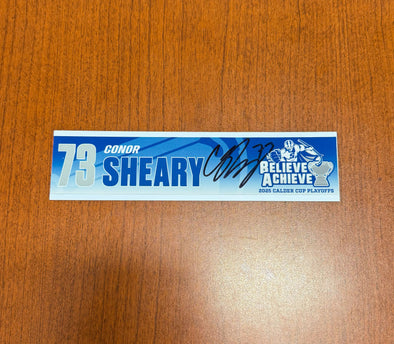 73 CONOR
SHEARY
BELIEVE
ACHIEVE
2025 CALDER CUP PLAYOFFS